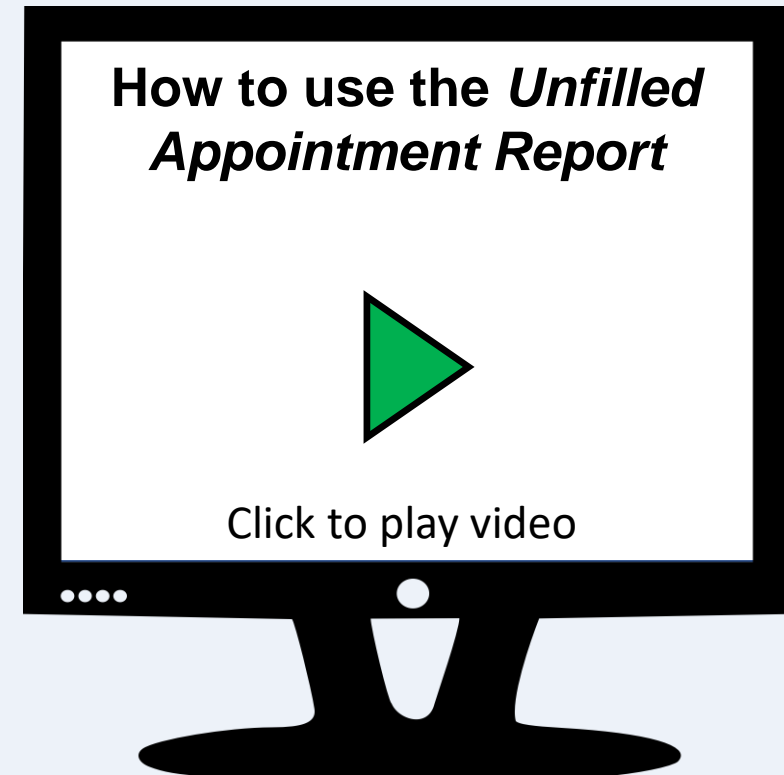 How to use the Unfilled
Appointment Report
Click to play video